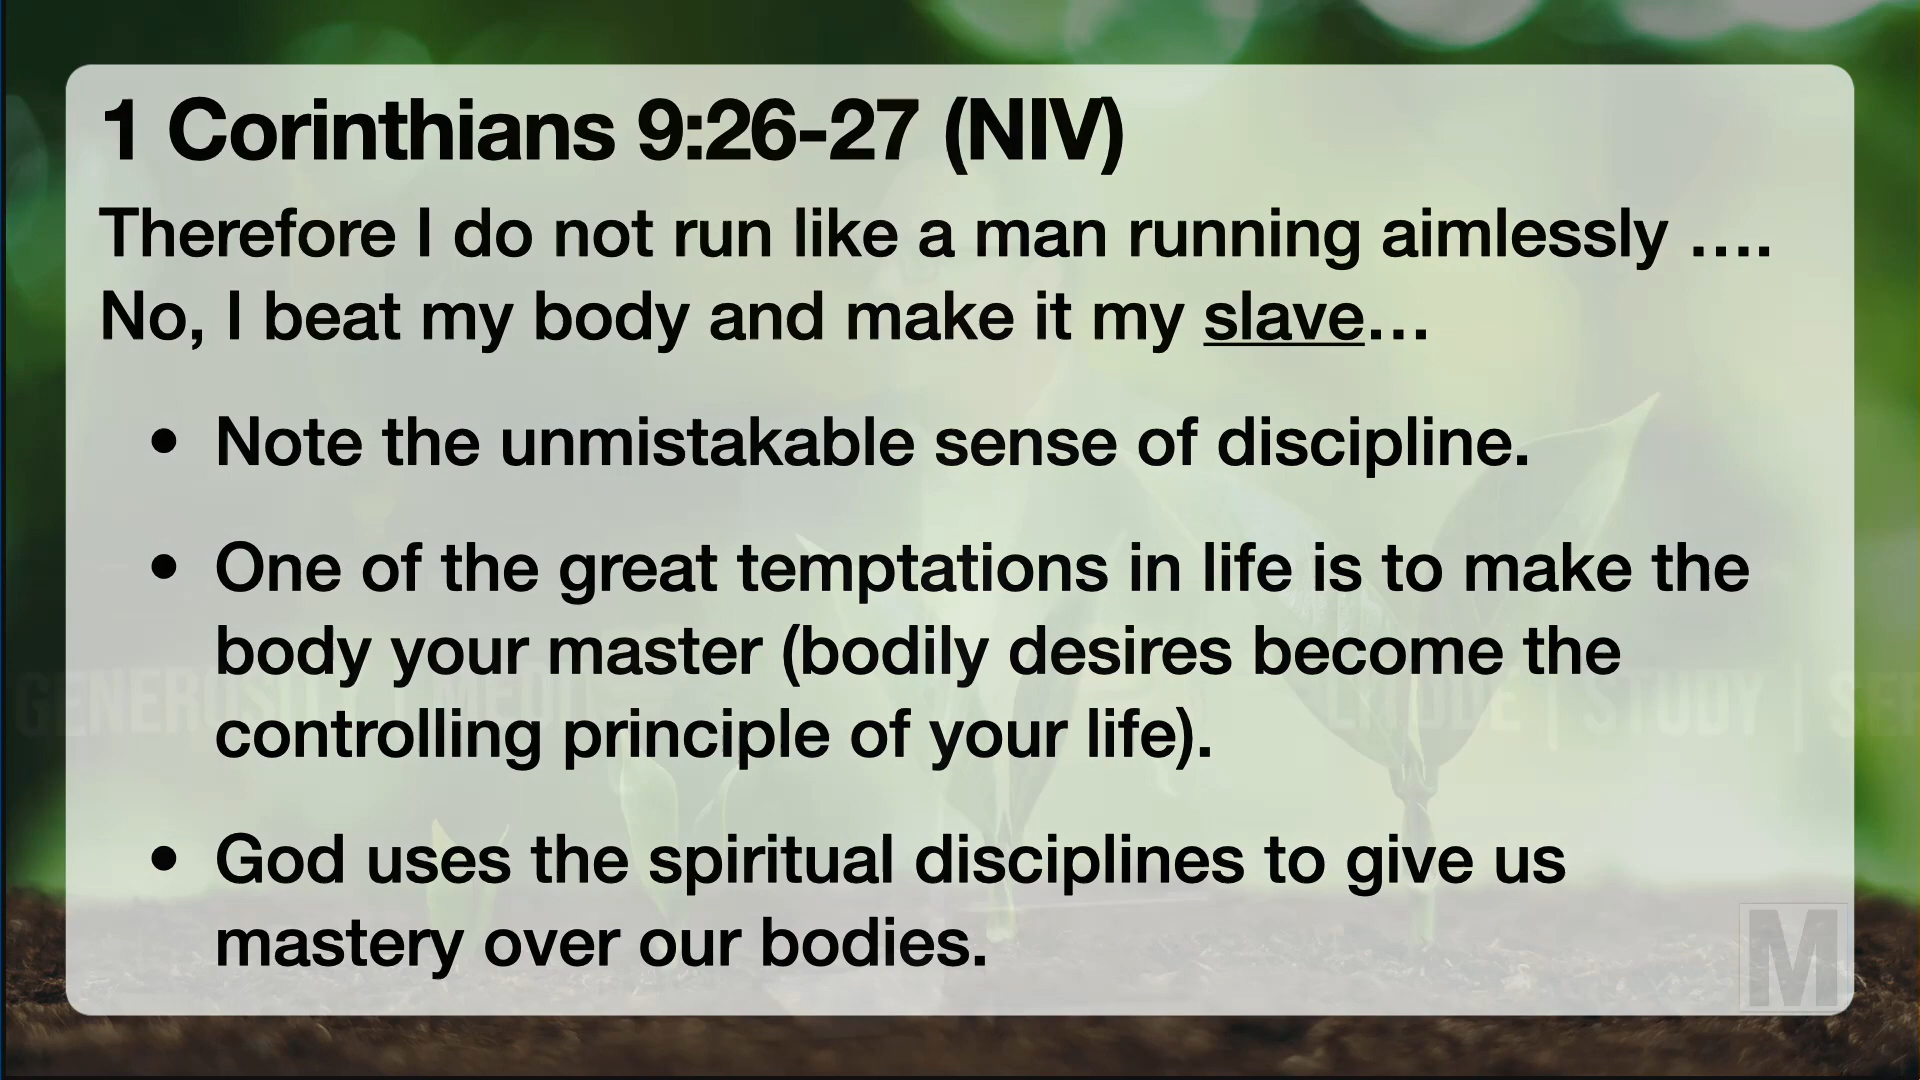 1 Corinthians 9:26-27 (NIV)
Therefore I do not run like a man running aimlessly ....
No, I beat my body and make it my slave...
• Note the unmistakable sense of discipline.
• One of the great temptations in life is to make the
body your master (bodily desires become the
controlling principle of your life).
• God uses the spiritual disciplines to give us
mastery over our bodies.
GENEROSITY
| STUDY |
M